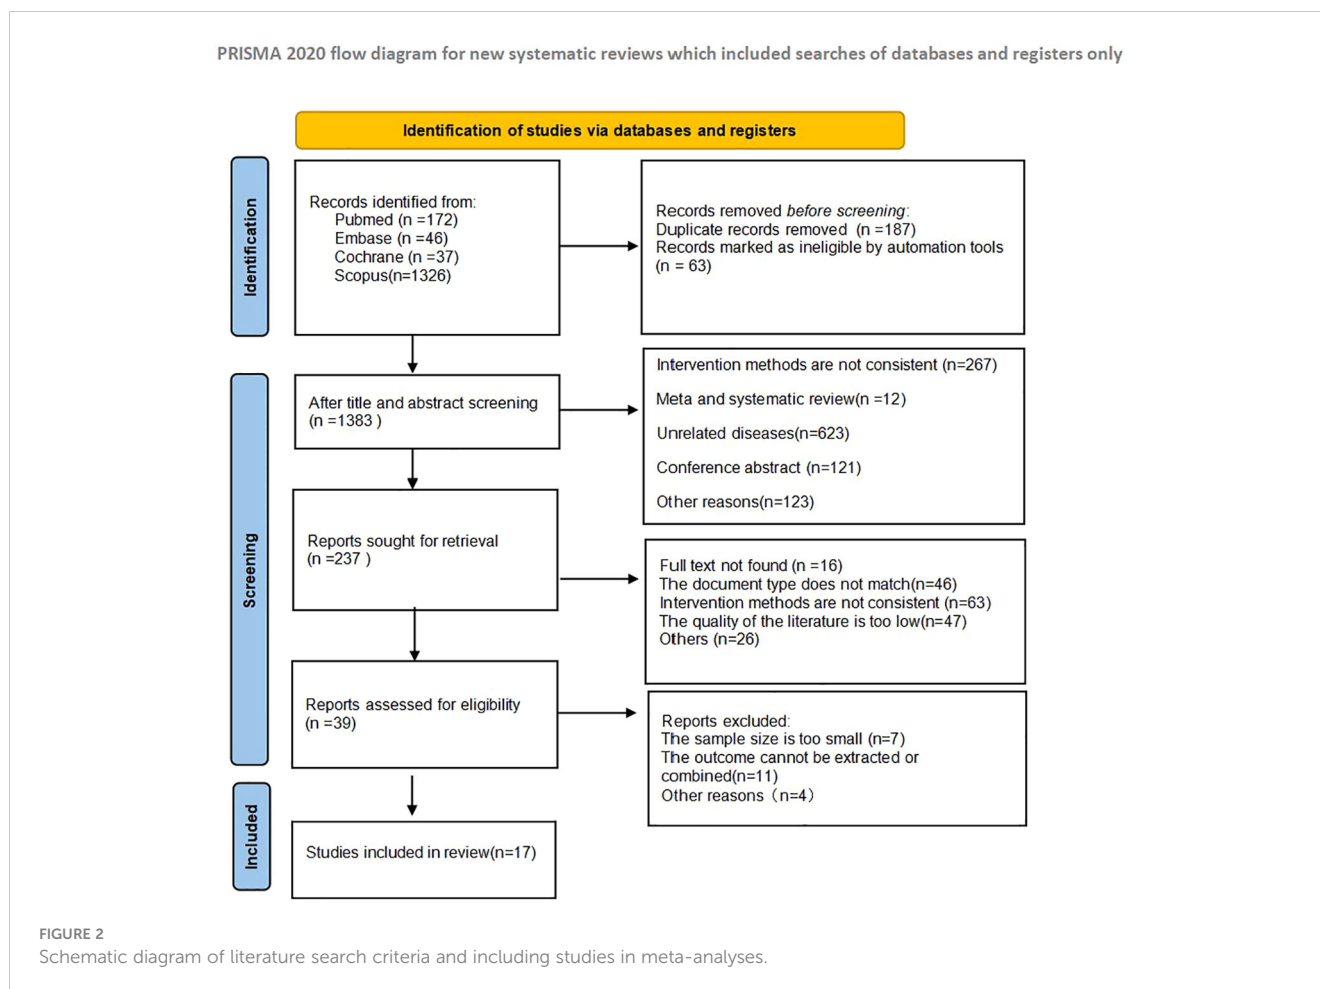 PRISMA 2020 flow diagram for new systematic reviews which included searches of databases and registers only
Identification of studies via databases and registers
Identification
Records identified from:
Pubmed (n =172)
Embase (n =46)
Cochrane (n =37)
Scopus(n=1326)
Records removed before screening:
Duplicate records removed (n =187)
Records marked as ineligible by automation tools
(n = 63)
Screening
After title and abstract screening
(n =1383 )
Intervention methods are not consistent (n=267)
Meta and systematic review(n =12)
Unrelated diseases(n=623)
Conference abstract (n=121)
Other reasons(n=123)
Reports sought for retrieval
(n =237 )
Full text not found (n =16)
The document type does not match(n=46)
Intervention methods are not consistent (n=63)
The quality of the literature is too low(n=47)
Others (n=26)
Reports assessed for eligibility
(n =39)
Reports excluded:
The sample size is too small (n=7)
The outcome cannot be extracted or
combined(n=11)
Other reasons（n=4）
Included
Studies included in review(n=17)
FIGURE 2
Schematic diagram of literature search criteria and including studies in meta-analyses.